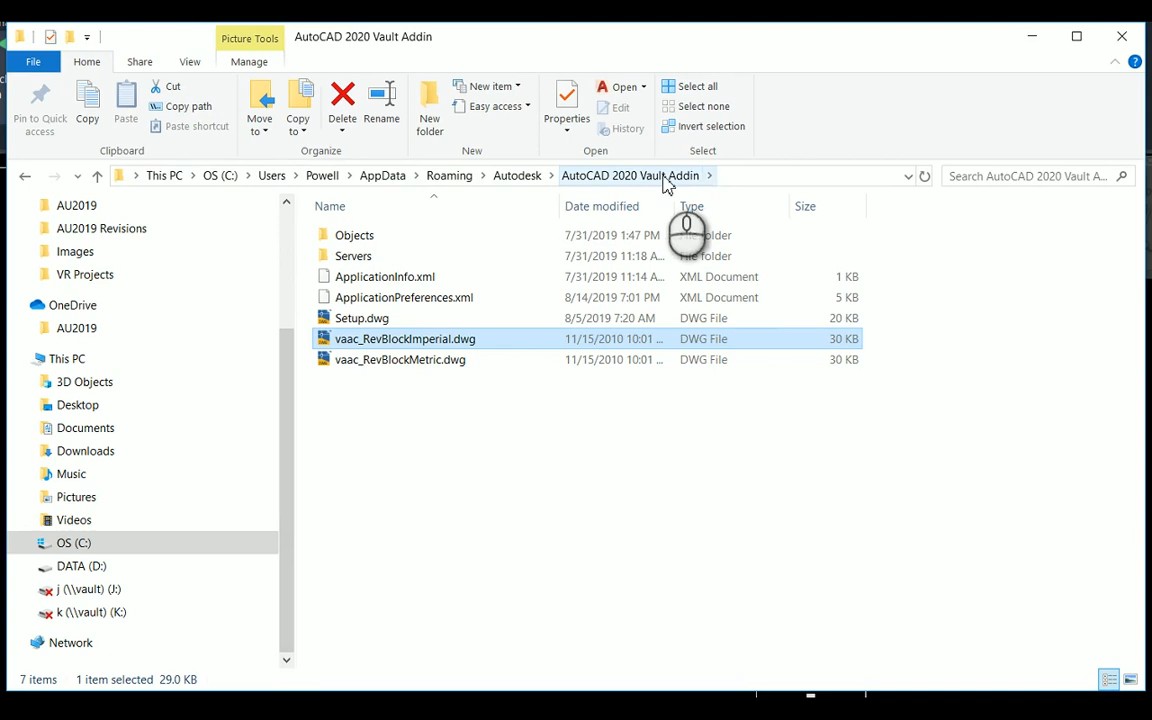 Picture Tools
AutoCAD 2020 Vault Addin
File
Home
Share
View
Manage
Pin to Quick access
Copy
Paste
Cut
Copy path
Paste shortcut
Clipboard
Move to
Copy to
Delete
Rename
Organize
New folder
New item
Easy access
New
Properties
Open
Edit
History
Open
Select all
Select none
Invert selection
Select
This PC > OS (C:) > Users > Powell > AppData > Roaming > Autodesk > AutoCAD 2020 Vault Addin >
Search AutoCAD 2020 Vault A...
Name Date modified Type Size
Objects 7/31/2019 1:47 PM
Servers 7/31/2019 11:18 A...
ApplicationInfo.xml 7/31/2019 11:14 A... XML Document 1 KB
ApplicationPreferences.xml 8/14/2019 7:01 PM XML Document 5 KB
Setup.dwg 8/5/2019 7:20 AM DWG File 20 KB
vaac_RevBlockImperial.dwg 11/15/2010 10:01 ... DWG File 30 KB
vaac_RevBlockMetric.dwg 11/15/2010 10:01 ... DWG File 30 KB
AU2019
AU2019 Revisions
Images
VR Projects
OneDrive
AU2019
This PC
3D Objects
Desktop
Documents
Downloads
Music
Pictures
Videos
OS (C:)
DATA (D:)
j (\\vault) (J:)
k (\\vault) (K:)
Network
7 items 1 item selected 29.0 KB